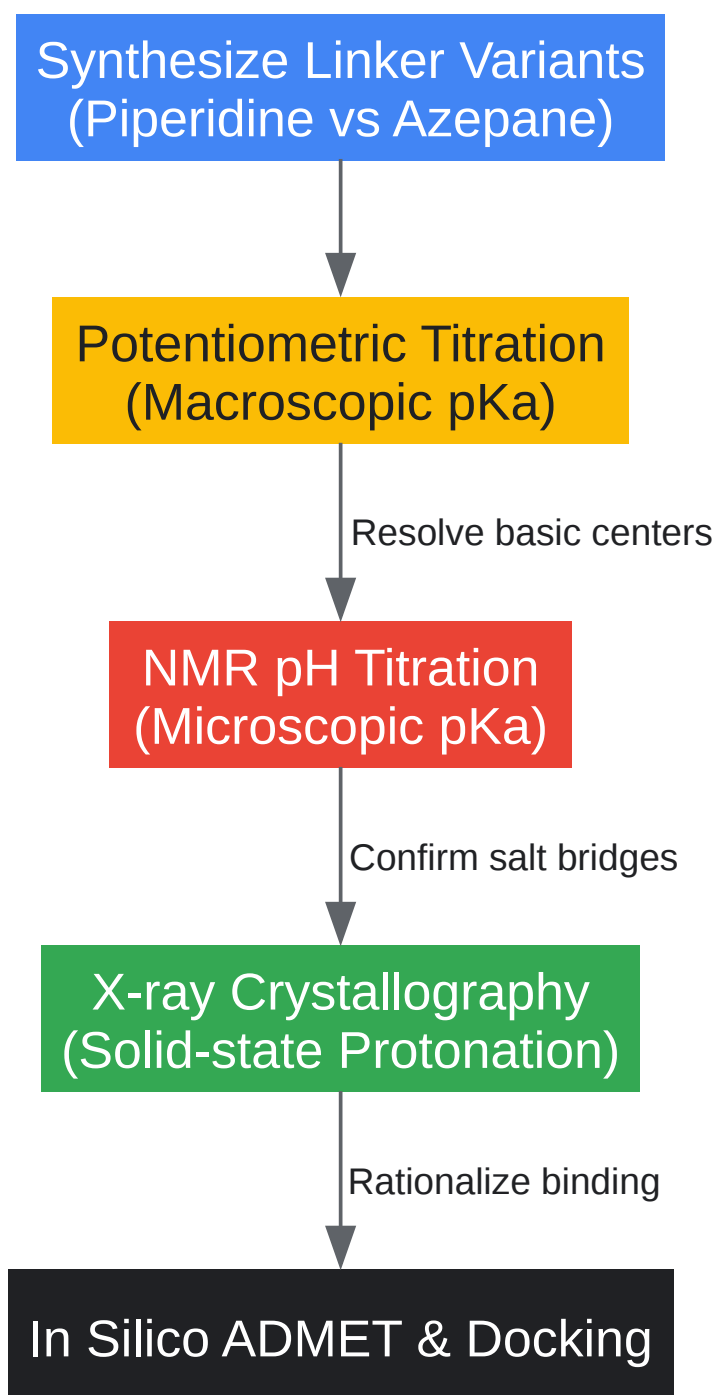 Synthesize Linker Variants
(Piperidine vs Azepane)
Potentiometric Titration
(Macroscopic pKa)
Resolve basic centers
NMR pH Titration
(Microscopic pKa)
Confirm salt bridges
X-ray Crystallography
(Solid-state Protonation)
Rationalize binding
In Silico ADMET & Docking